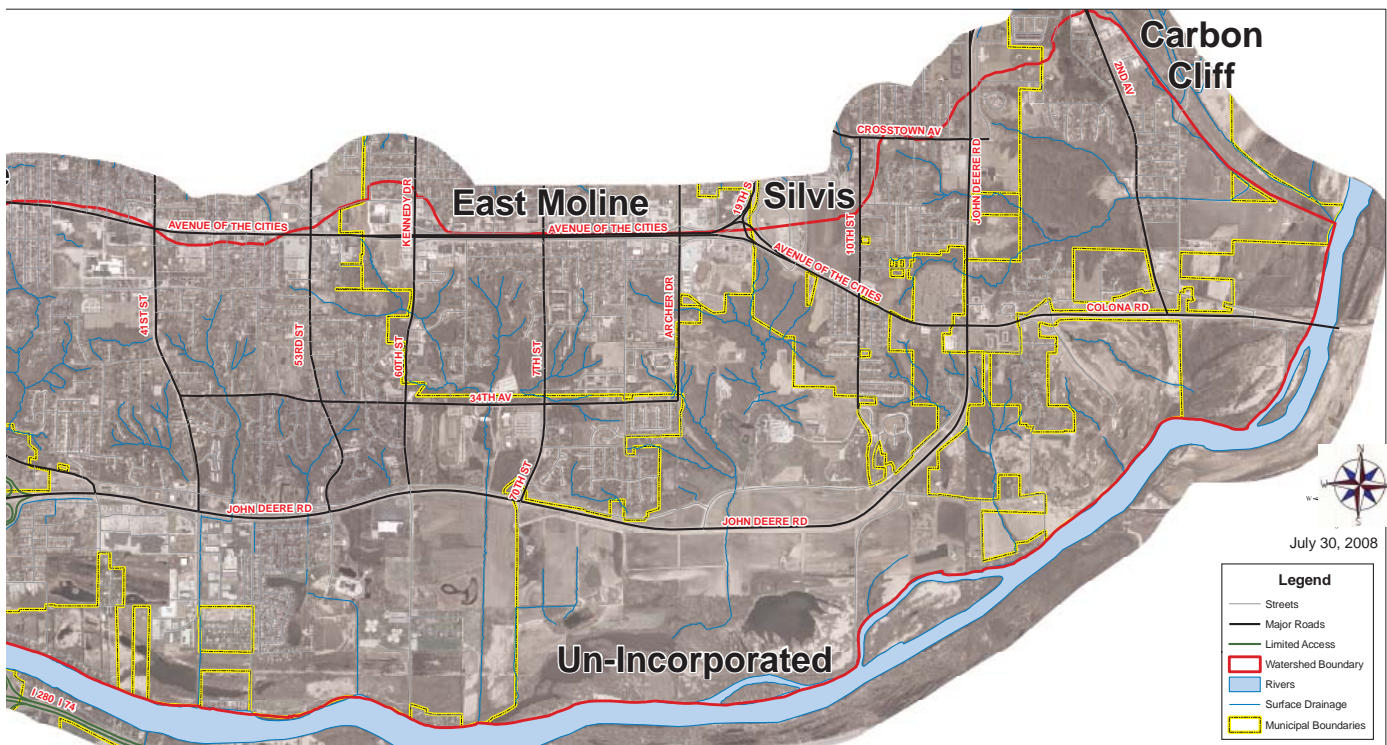 Carbon
Cliff
2ND AV
CROSSTOWN AV
JOHN DEERE RD
East Moline
19TH S
Silvis
KENNEDY DR
AVENUE OF THE CITIES
AVENUE OF THE CITIES
10TH ST
AVENUE OF THE CITIES
41ST ST
53RD ST
60TH ST
7TH ST
ARCHER DR
COLONA RD
34TH AV
70TH ST
JOHN DEERE RD
JOHN DEERE RD
N
W
E
S
W
July 30, 2008
Un-Incorporated
I 280 I 74
Legend
Streets
Major Roads
Limited Access
Watershed Boundary
Rivers
Surface Drainage
Municipal Boundaries